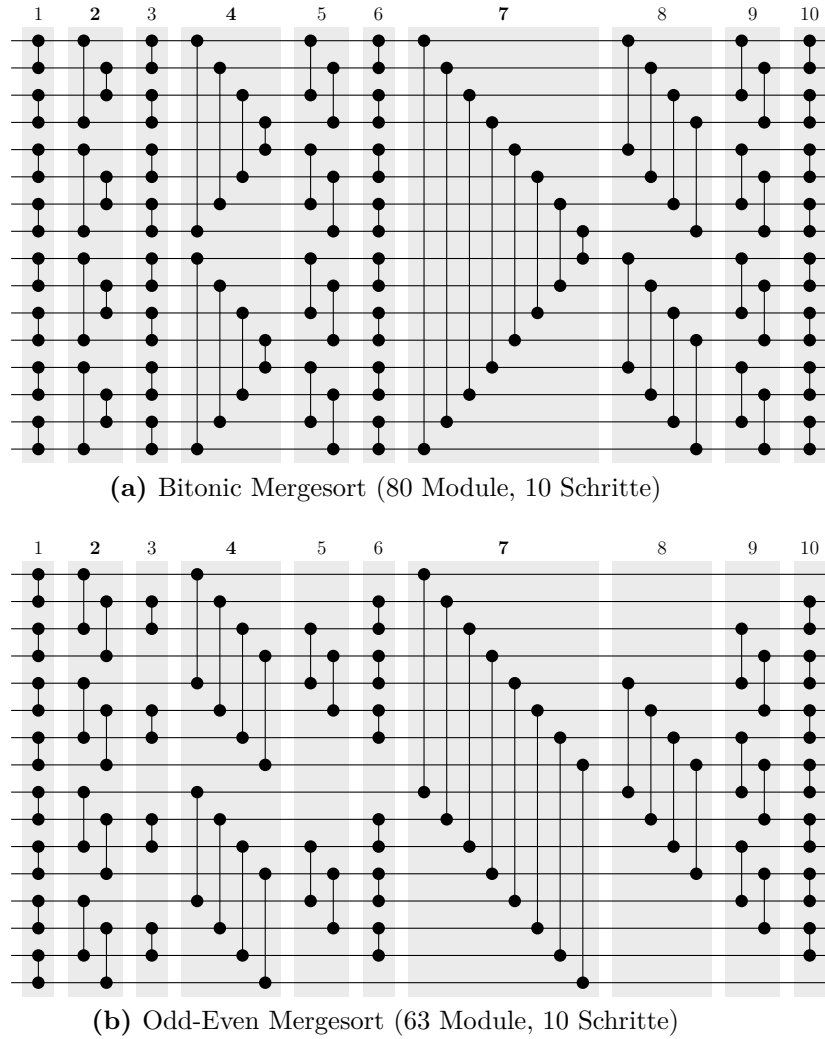 1 2 3 4 5 6 7 8 9 10
(a) Bitonic Mergesort (80 Module, 10 Schritte)
1 2 3 4 5 6 7 8 9 10
(b) Odd-Even Mergesort (63 Module, 10 Schritte)